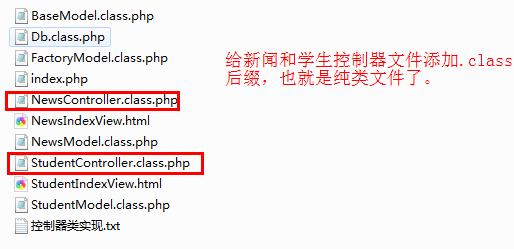 BaseModel.class.php
Db.class.php
FactoryModel.class.php
index.php
NewsController.class.php
NewsIndexView.html
NewsModel.class.php
StudentController.class.php
StudentIndexView.html
StudentModel.class.php
控制器类实现.txt
给新闻和学生控制器文件添加.class
后缀，也就是纯类文件了。